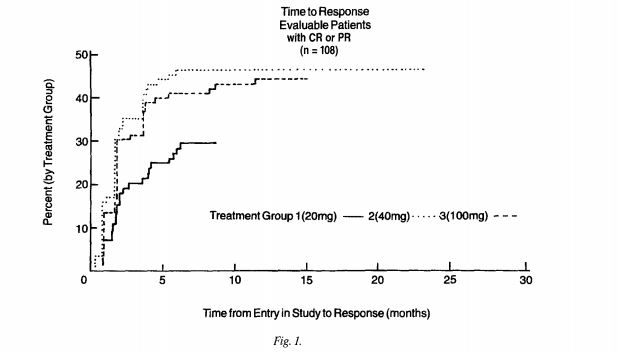 Time to Response
Evaluable Patients
with CR or PR
(n = 108)
Percent (by Treatment Group)
50
40
30
20
10
Treatment Group 1(20mg) 2(40mg) 3(100mg)
0 5 10 15 20 25 30
Time from Entry in Study to Response (months)
Fig. 1.